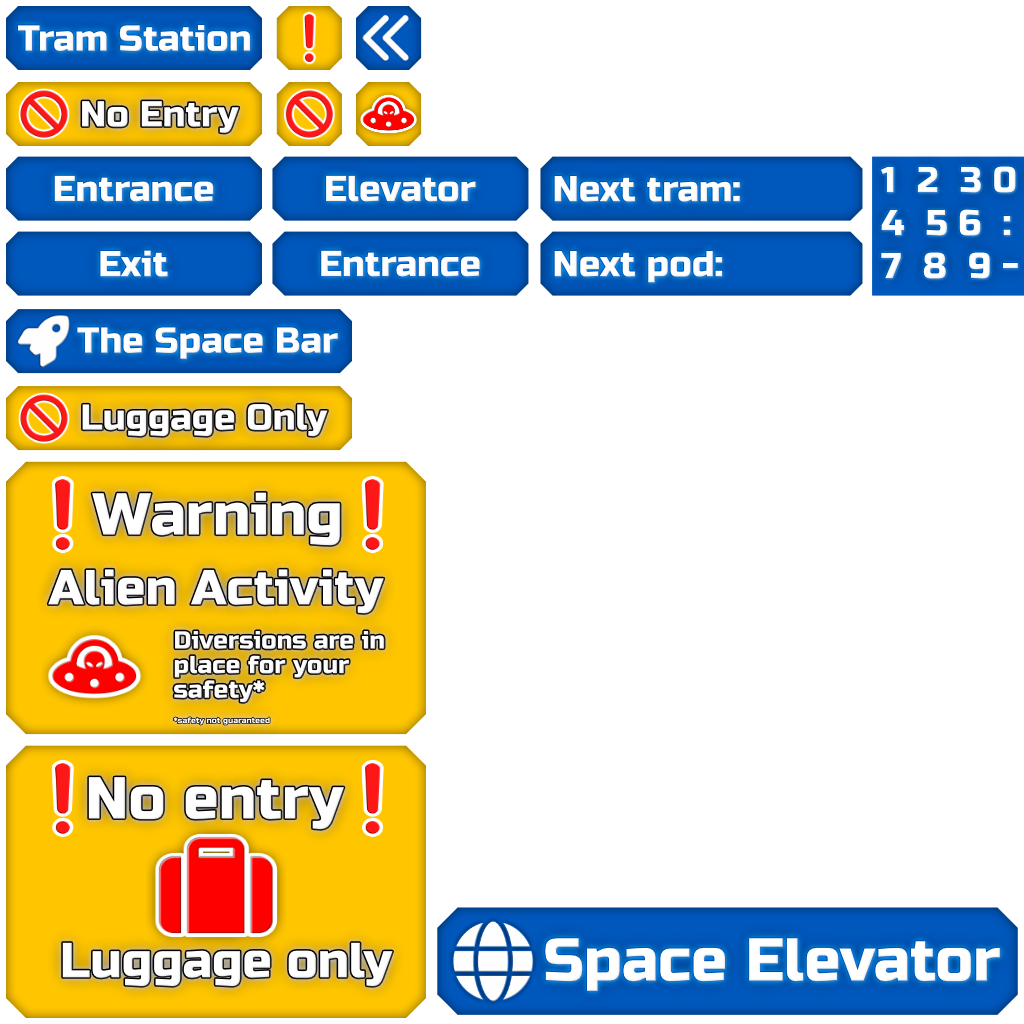 Tram Station
No Entry
Entrance
Elevator
Next tram:
1 2 3 0
4 5 6 :
7 8 9 -
Exit
Entrance
Next pod:
The Space Bar
Luggage Only
Warning
Alien Activity
Diversions are in
place for your
safety*
*safety not guaranteed
No entry
Luggage only
Space Elevator